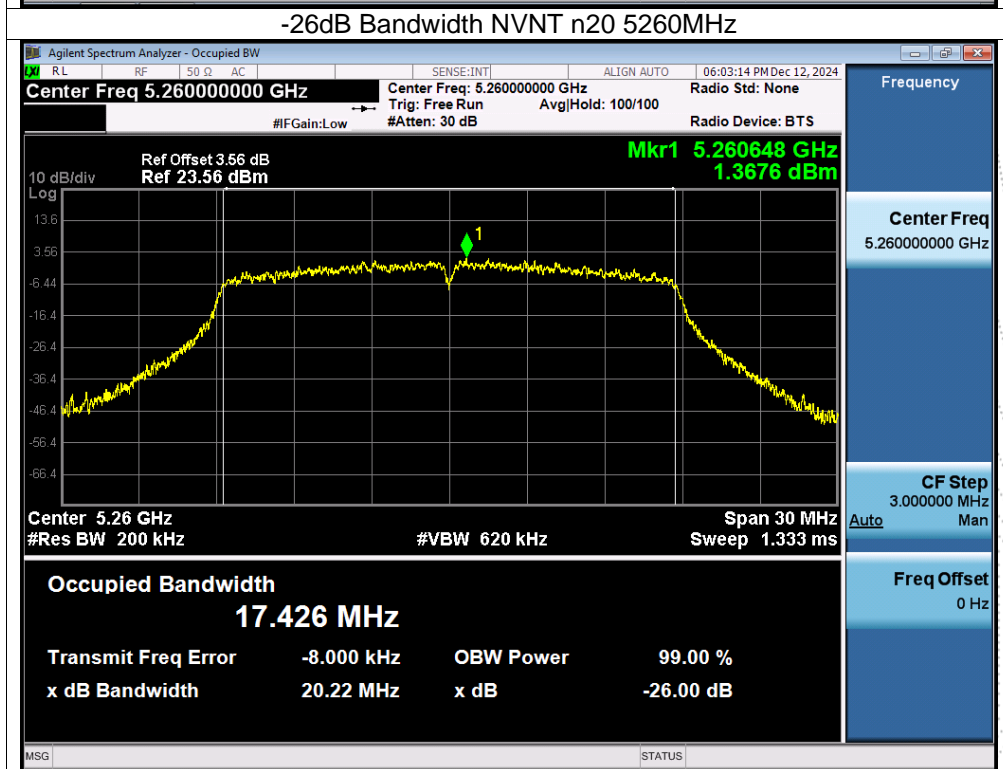 -26dB Bandwidth NVNT n20 5260MHz
Agilent Spectrum Analyzer - Occupied BW
LXI RL RF 50 Ω AC SENSE:INT ALIGN AUTO 06:03:14 PM Dec 12, 2024
Center Freq 5.260000000 GHz
Center Freq: 5.260000000 GHz
Radio Std: None
Trig: Free Run Avg|Hold: 100/100
#IFGain:Low
#Atten: 30 dB
Radio Device: BTS
Ref Offset 3.56 dB
10 dB/div Ref 23.56 dBm
Mkr1 5.260648 GHz
1.3676 dBm
Log
13.6
3.56
-6.44
-16.4
-26.4
-36.4
-46.4
-56.4
-66.4
1
Center 5.26 GHz Span 30 MHz
#Res BW 200 kHz #VBW 620 kHz Sweep 1.333 ms
Occupied Bandwidth
17.426 MHz
Transmit Freq Error -8.000 kHz OBW Power 99.00 %
x dB Bandwidth 20.22 MHz x dB -26.00 dB
Frequency
Center Freq
5.260000000 GHz
CF Step
3.000000 MHz
Auto Man
Freq Offset
0 Hz
MSG STATUS